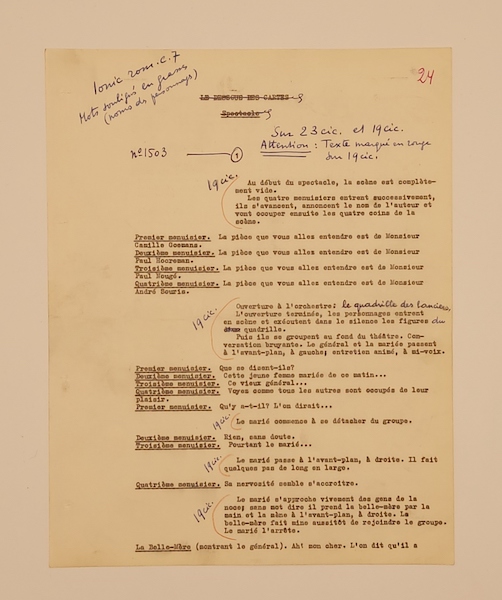 Ionic rom. c. 7
Mots soulignés en grasses
(noms des personnages)
24
LE DESSOUS DES CARTES
Spectacle
Sur 23 cic. et 19 cic.
Attention : Texte marqué en rouge
sur 19 cic.
n° 1503
1
19 cic.
Au début du spectacle, la scène est complète-
ment vide.
Les quatre menuisiers entrent successivement,
ils s'avancent, annoncent le nom de l'auteur et
vont occuper ensuite les quatre coins de la
scène.
Premier menuisier. La pièce que vous allez entendre est de Monsieur
Camille Goemans.
Deuxième menuisier. La pièce que vous allez entendre est de Monsieur
Paul Hooreman.
Troisième menuisier. La pièce que vous allez entendre est de Monsieur
Paul Nougé.
Quatrième menuisier. La pièce que vous allez entendre est de Monsieur
André Souris.
19 cic.
Ouverture à l'orchestre: le quadrille des lanciers.
L'ouverture terminée, les personnages entrent
en scène et exécutent dans le silence les figures du
quadrille.
Puis ils se groupent au fond du théâtre. Con-
versation bruyante. Le général et la mariée passent
à l'avant-plan, à gauche; entretien animé, à mi-voix.
Premier menuisier. Que se disent-ils?
Deuxième menuisier. Cette jeune femme mariée de ce matin...
Troisième menuisier. Ce vieux général...
Quatrième menuisier. Voyez comme tous les autres sont occupés de leur
plaisir.
Premier menuisier. Qu'y a-t-il? L'on dirait...
19 cic.
Le marié commence à se détacher du groupe.
Deuxième menuisier. Rien, sans doute.
Troisième menuisier. Pourtant le marié...
19 cic.
Le marié passe à l'avant-plan, à droite. Il fait
quelques pas de long en large.
Quatrième menuisier. Sa nervosité semble s'accroître.
19 cic.
Le marié s'approche vivement des gens de la
noce; sans mot dire il prend la belle-mère par la
main et la mène à l'avant-plan, à droite. La
belle-mère fait mine aussitôt de rejoindre le groupe.
Le marié l'arrête.
La Belle-Mère (montrant le général). Ah! mon cher. L'on dit qu'il a